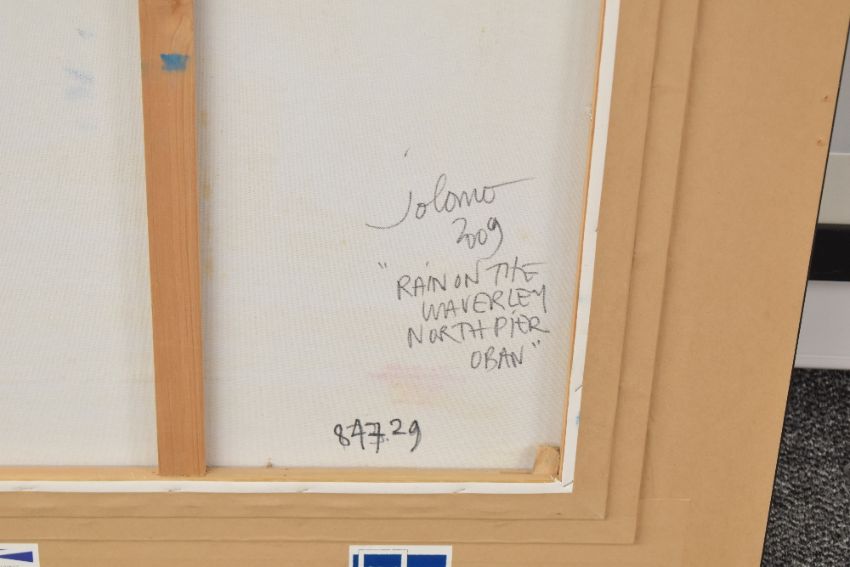 jolomo
2009
"RAIN ON THE
WAVERLEY
NORTH PIER
OBAN"
847.29